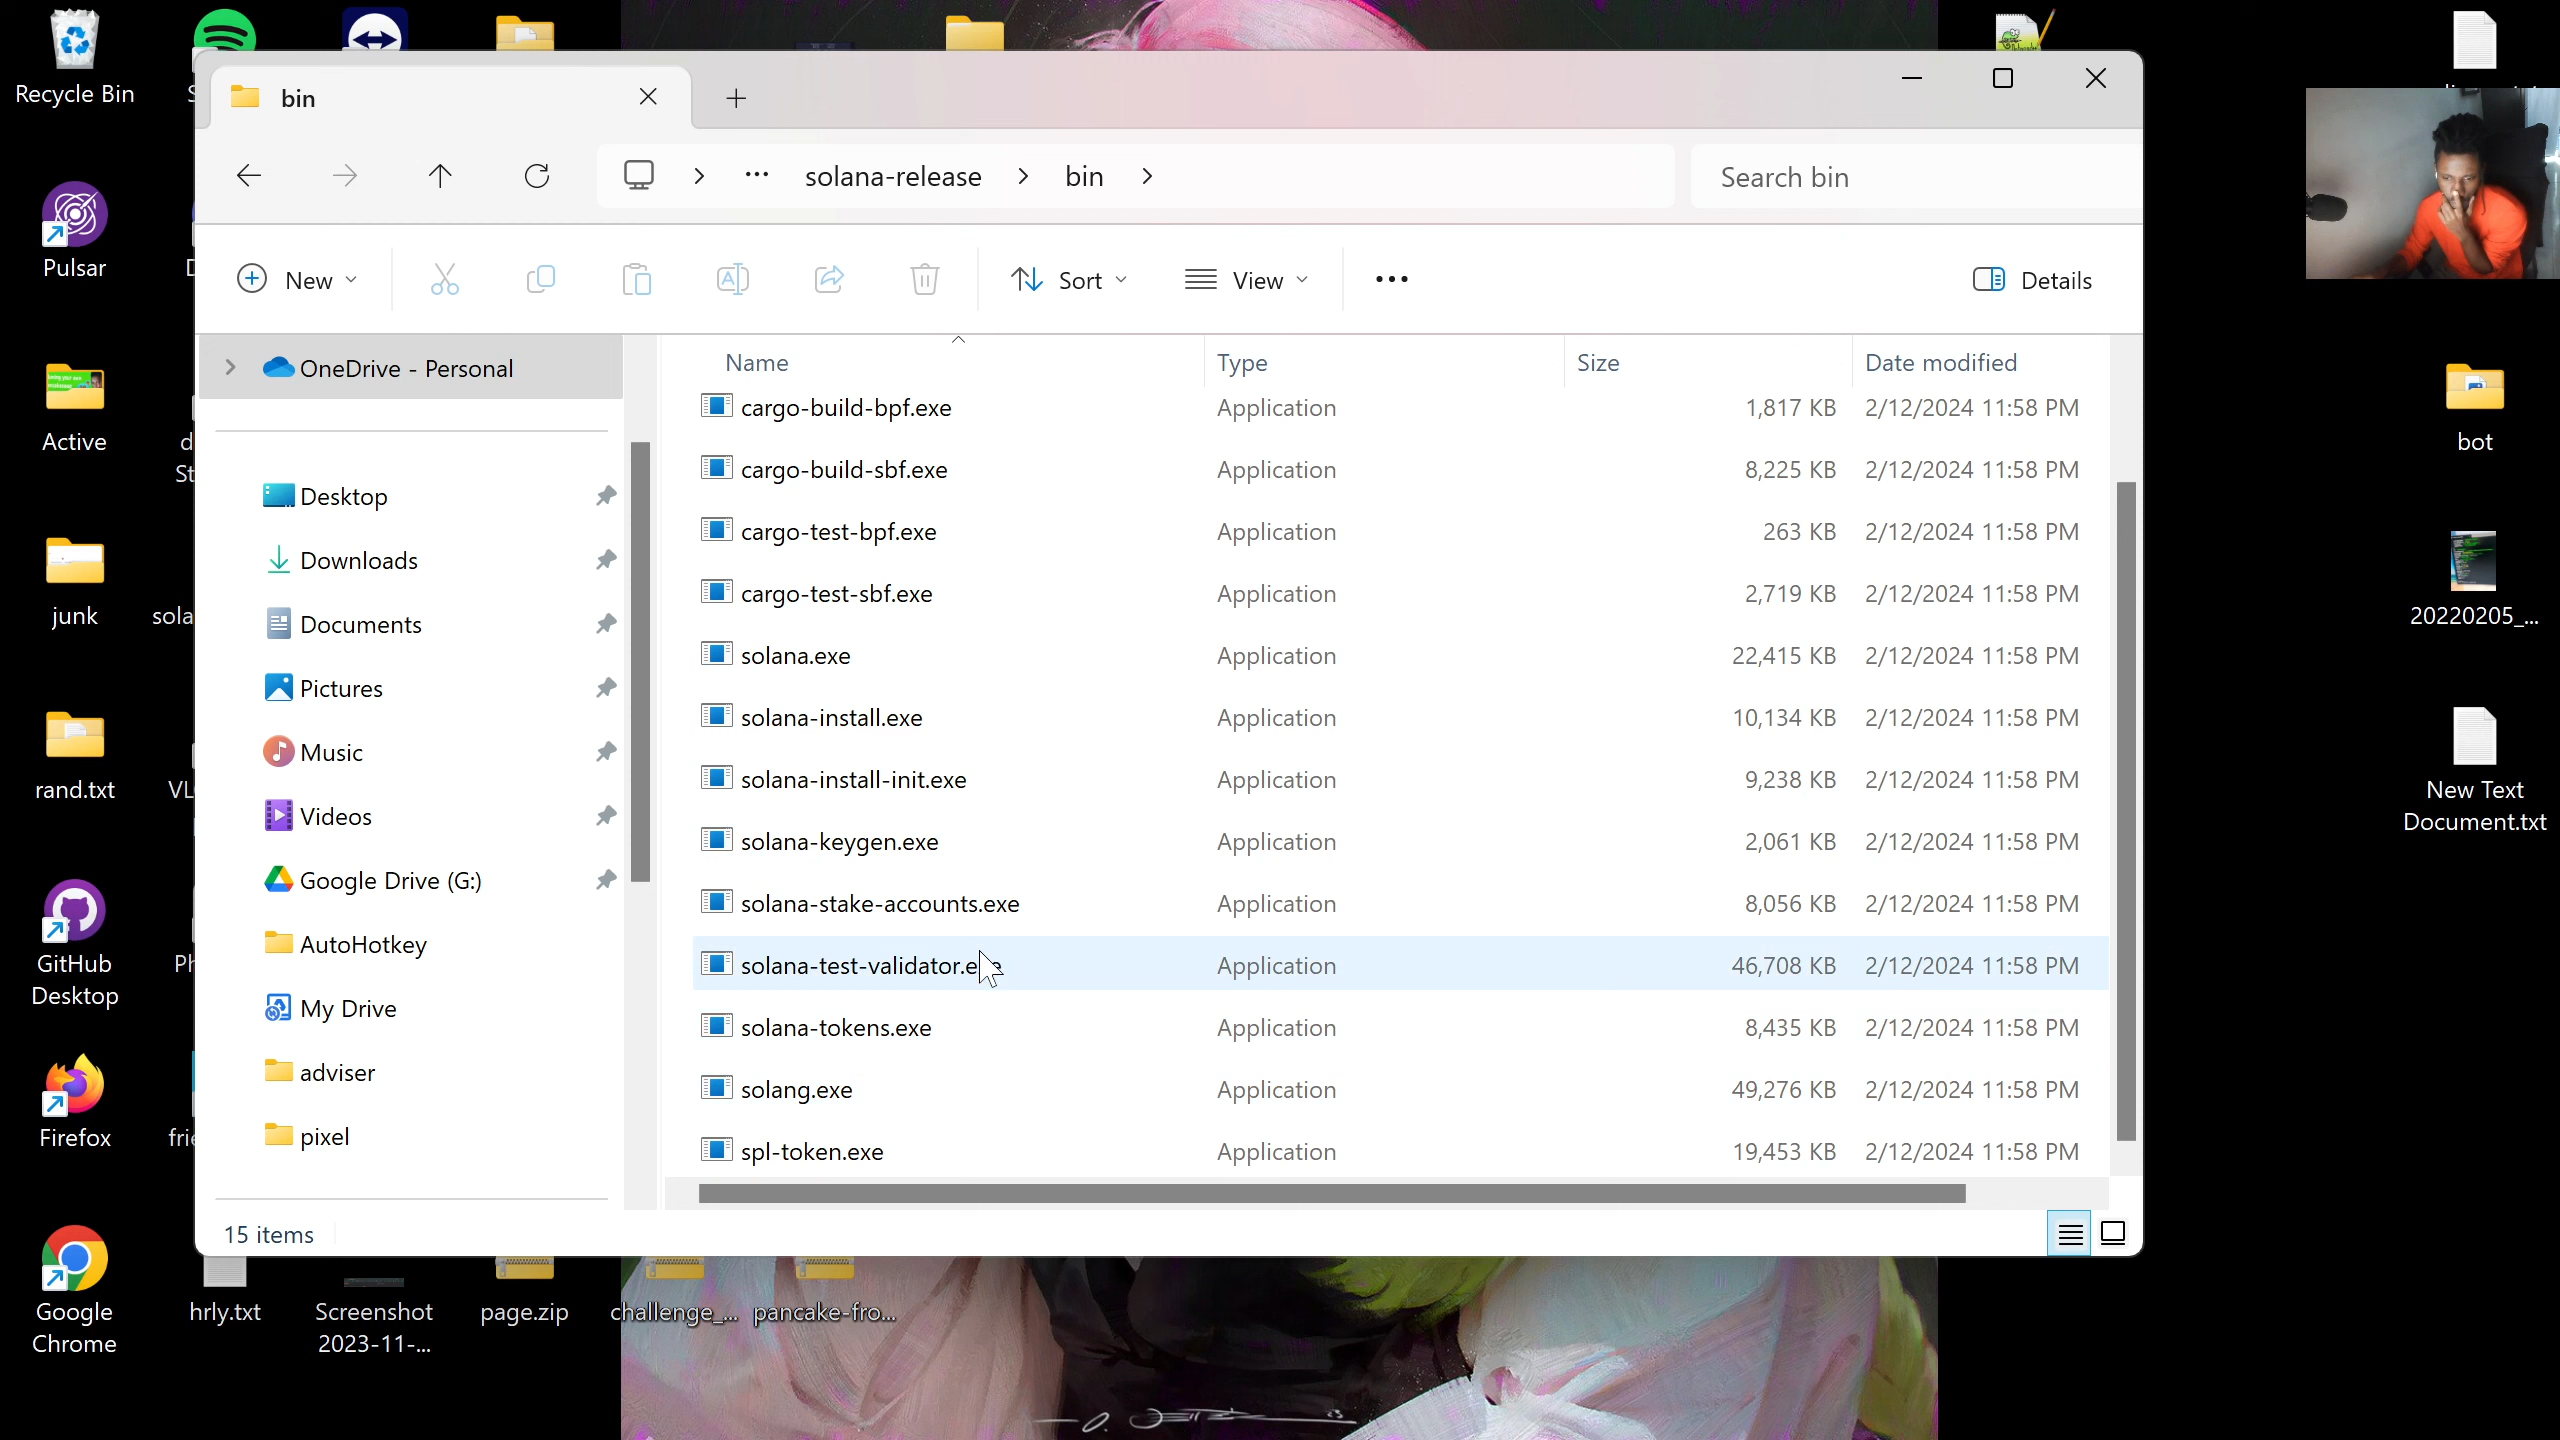 Recycle Bin
Pulsar
Active
junk
rand.txt
GitHub
Desktop
Firefox
Google
Chrome
hrly.txt
Screenshot
2023-11-...
page.zip
challenge_...
pancake-fro...
bin
solana-release
bin
Search bin
New
Sort
View
Details
OneDrive - Personal
Desktop
Downloads
Documents
Pictures
Music
Videos
Google Drive (G:)
AutoHotkey
My Drive
adviser
pixel
Name Type Size Date modified
cargo-build-bpf.exe Application 1,817 KB 2/12/2024 11:58 PM
cargo-build-sbf.exe Application 8,225 KB 2/12/2024 11:58 PM
cargo-test-bpf.exe Application 263 KB 2/12/2024 11:58 PM
cargo-test-sbf.exe Application 2,719 KB 2/12/2024 11:58 PM
solana.exe Application 22,415 KB 2/12/2024 11:58 PM
solana-install.exe Application 10,134 KB 2/12/2024 11:58 PM
solana-install-init.exe Application 9,238 KB 2/12/2024 11:58 PM
solana-keygen.exe Application 2,061 KB 2/12/2024 11:58 PM
solana-stake-accounts.exe Application 8,056 KB 2/12/2024 11:58 PM
solana-test-validator.exe Application 46,708 KB 2/12/2024 11:58 PM
solana-tokens.exe Application 8,435 KB 2/12/2024 11:58 PM
solang.exe Application 49,276 KB 2/12/2024 11:58 PM
spl-token.exe Application 19,453 KB 2/12/2024 11:58 PM
15 items
bot
20220205_...
New Text
Document.txt